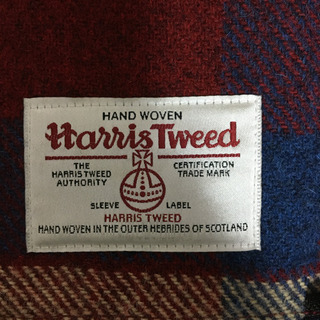 HAND WOVEN
Harris Tweed
THE HARRIS TWEED AUTHORITY
CERTIFICATION TRADE MARK
SLEEVE LABEL
HARRIS TWEED
HAND WOVEN IN THE OUTER HEBRIDES OF SCOTLAND